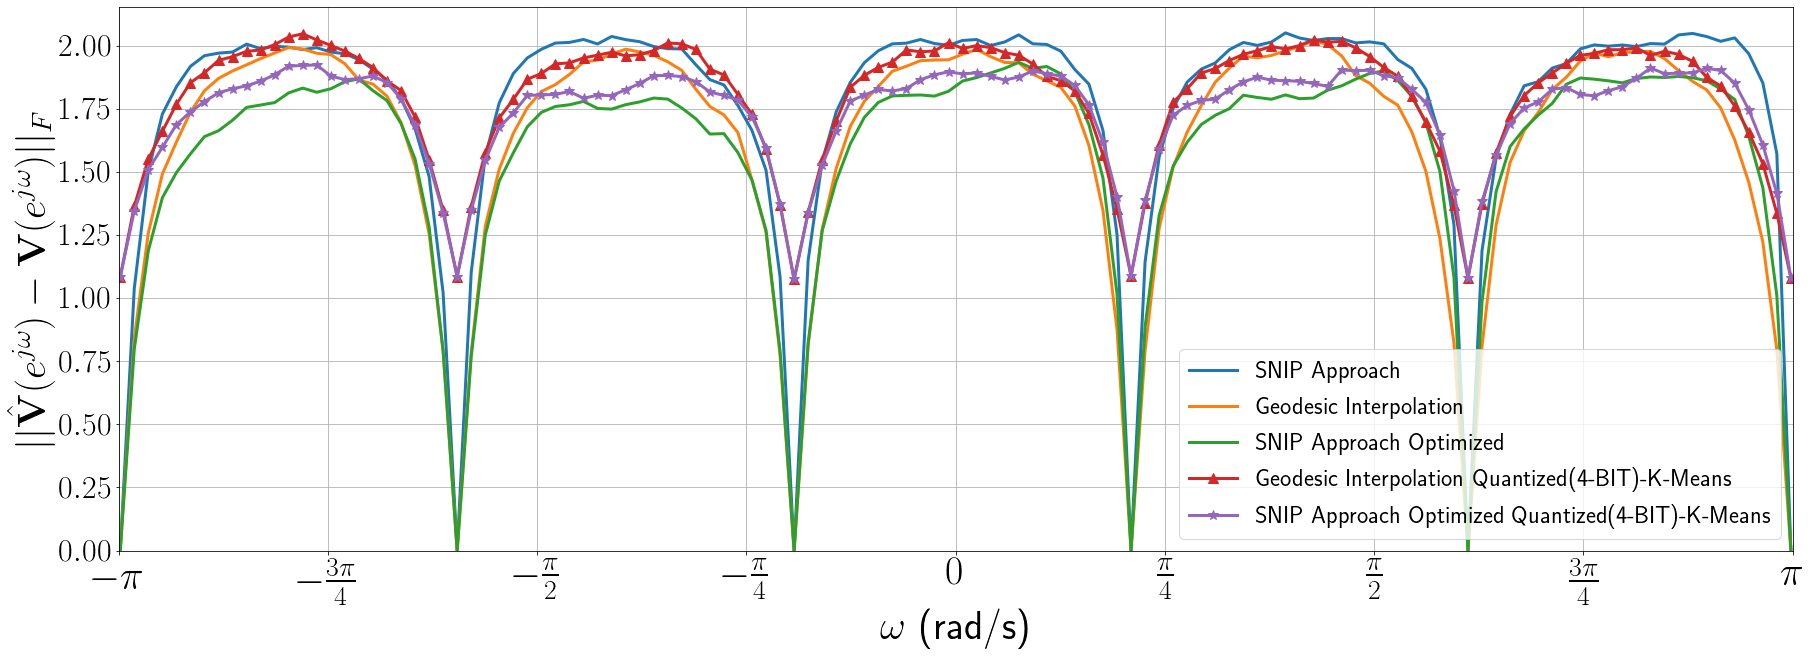 ||V̂(e^{jω}) − V(e^{jω})||_F
2.00
1.75
1.50
1.25
1.00
0.75
0.50
0.25
0.00
−π
−3π/4
−π/2
−π/4
0
π/4
π/2
3π/4
π
ω (rad/s)
SNIP Approach
Geodesic Interpolation
SNIP Approach Optimized
Geodesic Interpolation Quantized(4-BIT)-K-Means
SNIP Approach Optimized Quantized(4-BIT)-K-Means